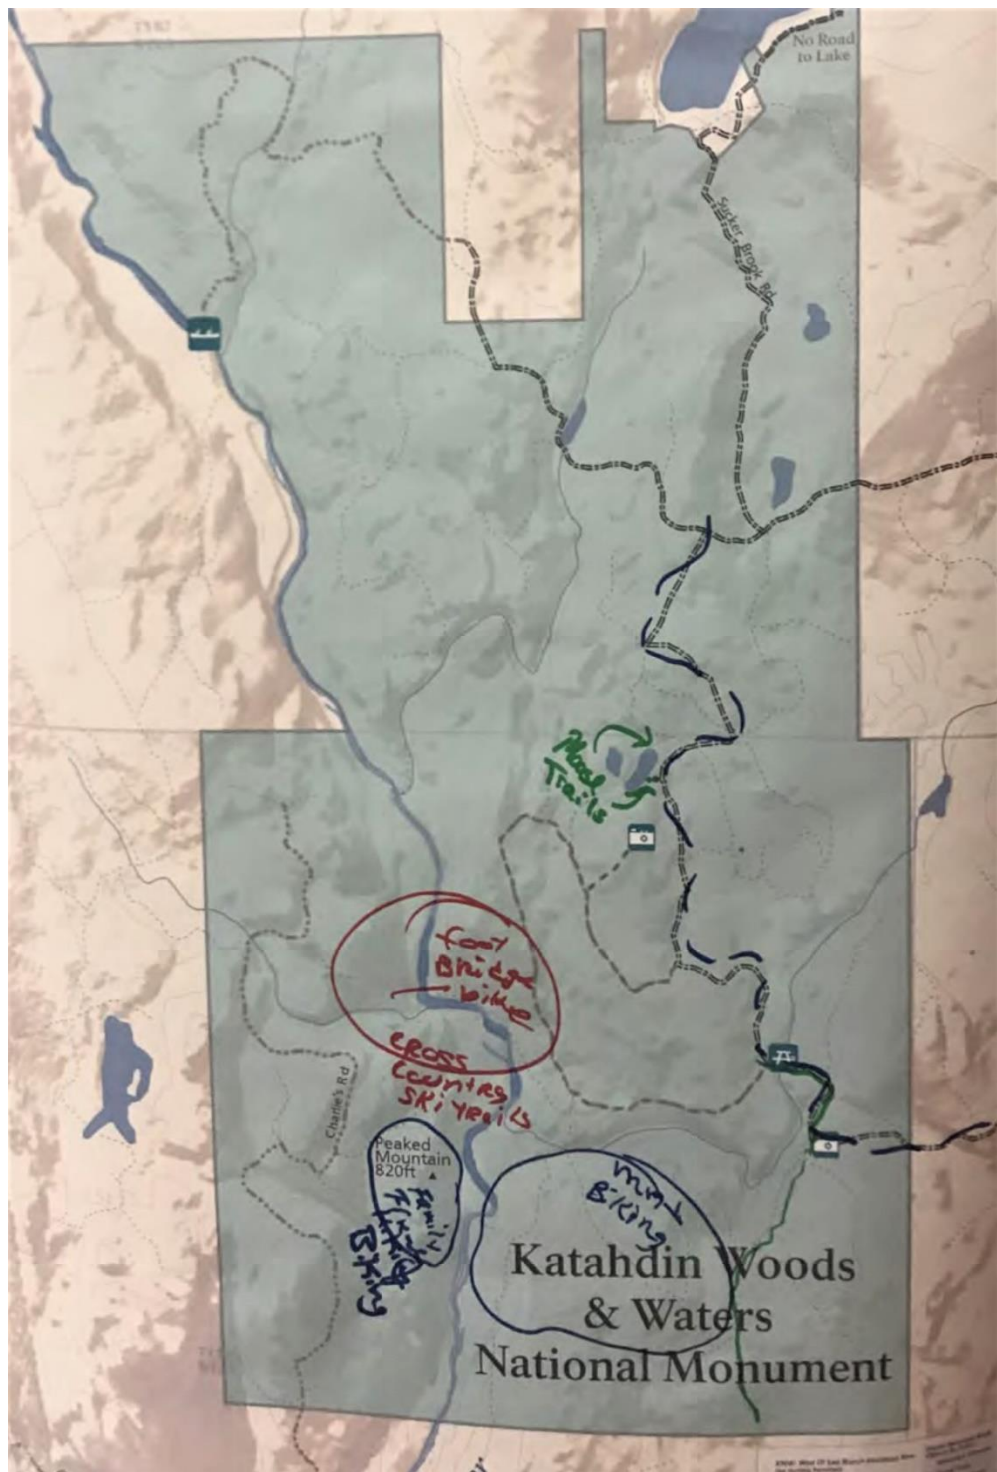 No Road
to Lake
Sucker Brook Rd
Moose
Trails
foot
Bridge
bike
cross
country
ski trails
Charlie's Rd
Peaked
Mountain
820ft
Family
Biking
Mnt
Biking
Katahdin Woods
& Waters
National Monument